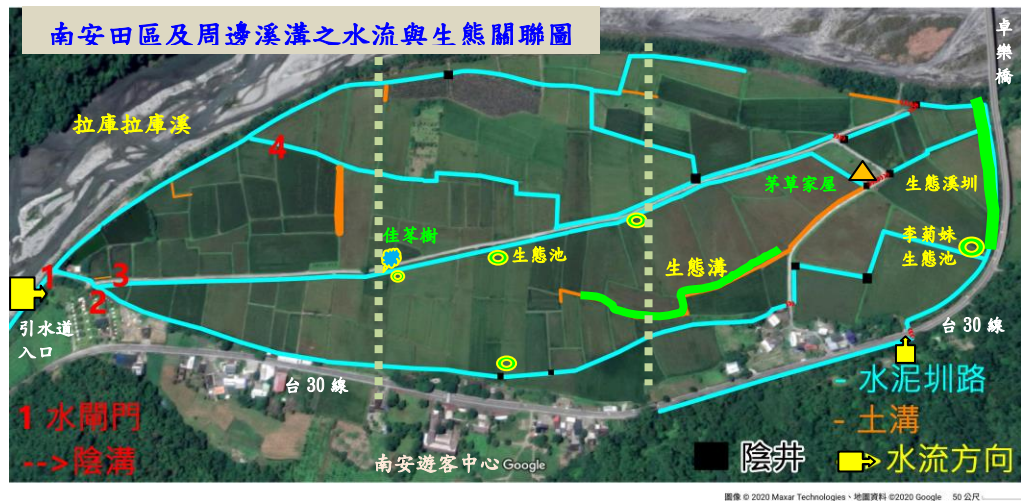 南安田區及周邊溪溝之水流與生態關聯圖
卓樂橋
拉庫拉庫溪
4
茅草家屋
生態溪圳
佳苳樹
李菊妹
生態池
生態池
生態溝
1
3
2
引水道
入口
台30線
台30線
- 水泥圳路
1 水閘門
- 土溝
-->陰溝
南安遊客中心
Google
陰井
水流方向
圖像 © 2020 Maxar Technologies、地圖資料 ©2020 Google 50 公尺